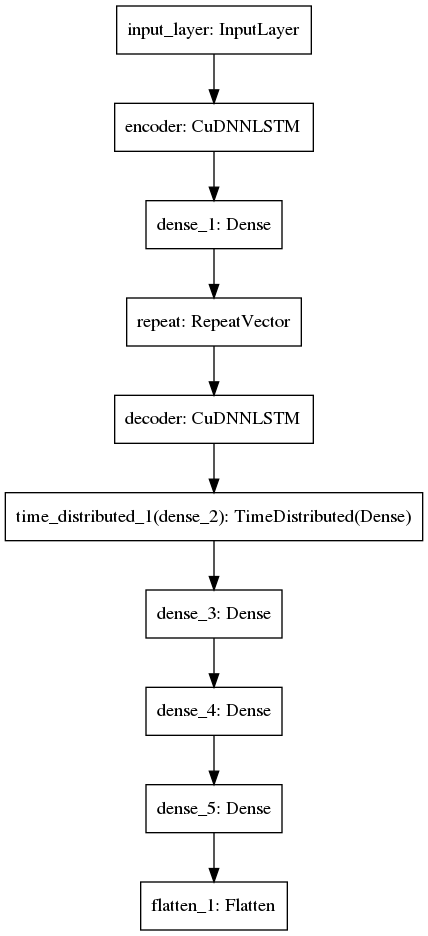 input_layer: InputLayer
encoder: CuDNNLSTM
dense_1: Dense
repeat: RepeatVector
decoder: CuDNNLSTM
time_distributed_1(dense_2): TimeDistributed(Dense)
dense_3: Dense
dense_4: Dense
dense_5: Dense
flatten_1: Flatten